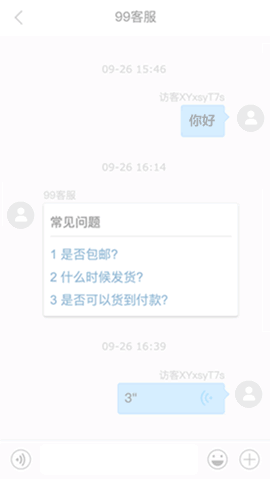 99客服
09-26 15:46
访客XYxsyT7s
你好
09-26 16:14
99客服
常见问题
1 是否包邮?
2 什么时候发货?
3 是否可以货到付款?
09-26 16:39
访客XYxsyT7s
3"